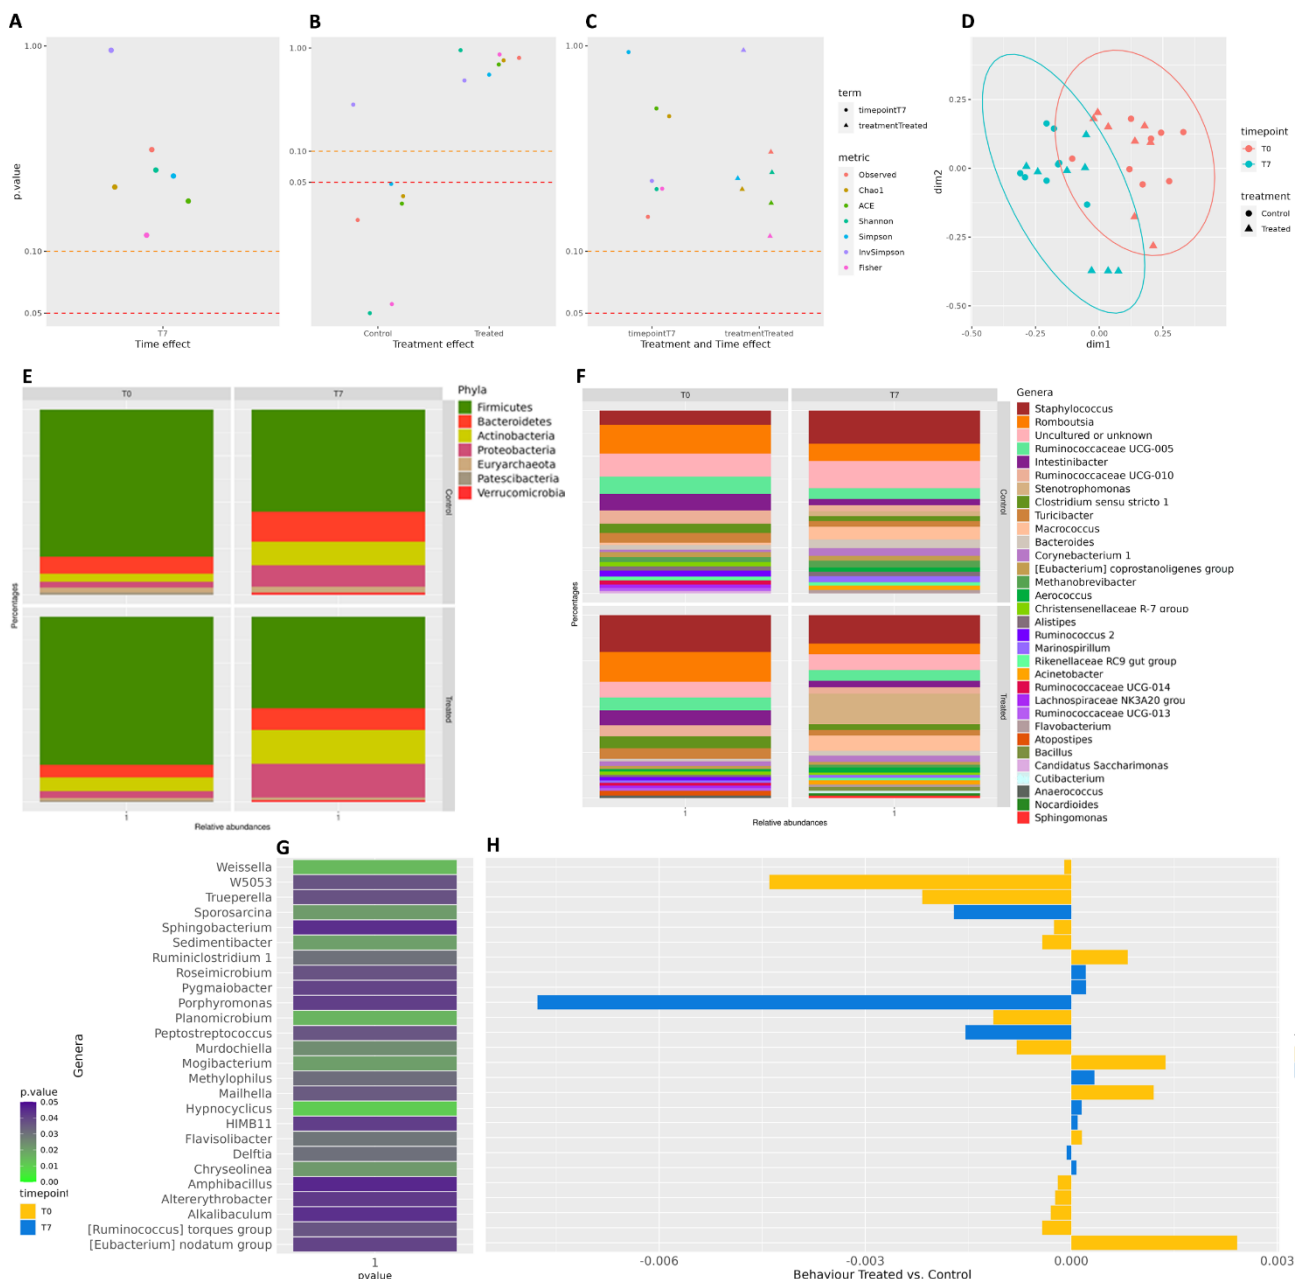 A
B
C
D
1.00
0.10
0.05
p.value
T7
Time effect
1.00
0.10
0.05
Control
Treated
Treatment effect
1.00
0.10
0.05
timepointT7
treatmentTreated
Treatment and Time effect
term
timepointT7
treatmentTreated
metric
Observed
Chao1
ACE
Shannon
Simpson
InvSimpson
Fisher
0.25
0.00
-0.25
-0.50
dim2
-0.50
-0.25
0.00
0.25
dim1
timepoint
T0
T7
treatment
Control
Treated
E
T0
T7
Control
Treated
Percentages
1
1
Relative abundances
Phyla
Firmicutes
Bacteroidetes
Actinobacteria
Proteobacteria
Euryarchaeota
Patescibacteria
Verrucomicrobia
F
T0
T7
Control
Treated
Percentages
1
1
Relative abundances
Genera
Staphylococcus
Romboutsia
Uncultured or unknown
Ruminococcaceae UCG-005
Intestinibacter
Ruminococcaceae UCG-010
Stenotrophomonas
Clostridium sensu stricto 1
Turicibacter
Macrococcus
Bacteroides
Corynebacterium 1
[Eubacterium] coprostanoligenes group
Methanobrevibacter
Aerococcus
Christensenellaceae R-7 group
Alistipes
Ruminococcus 2
Marinospirillum
Rikenellaceae RC9 gut group
Acinetobacter
Ruminococcaceae UCG-014
Lachnospiraceae NK3A20 grou
Ruminococcaceae UCG-013
Flavobacterium
Atopostipes
Bacillus
Candidatus Saccharimonas
Cutibacterium
Anaerococcus
Nocardioides
Sphingomonas
G
H
Weissella
W5053
Trueperella
Sporosarcina
Sphingobacterium
Sedimentibacter
Ruminiclostridium 1
Roseimicrobium
Pygmaiobacter
Porphyromonas
Planomicrobium
Peptostreptococcus
Murdochiella
Mogibacterium
Methylophilus
Mailhella
Hypnocyclicus
HIMB11
Flavisolibacter
Delftia
Chryseolinea
Amphibacillus
Altererythrobacter
Alkalibaculum
[Ruminococcus] torques group
[Eubacterium] nodatum group
Genera
p.value
0.05
0.04
0.03
0.02
0.01
0.00
timepoint
T0
T7
1
pvalue
-0.006
-0.003
0.000
0.003
Behaviour Treated vs. Control